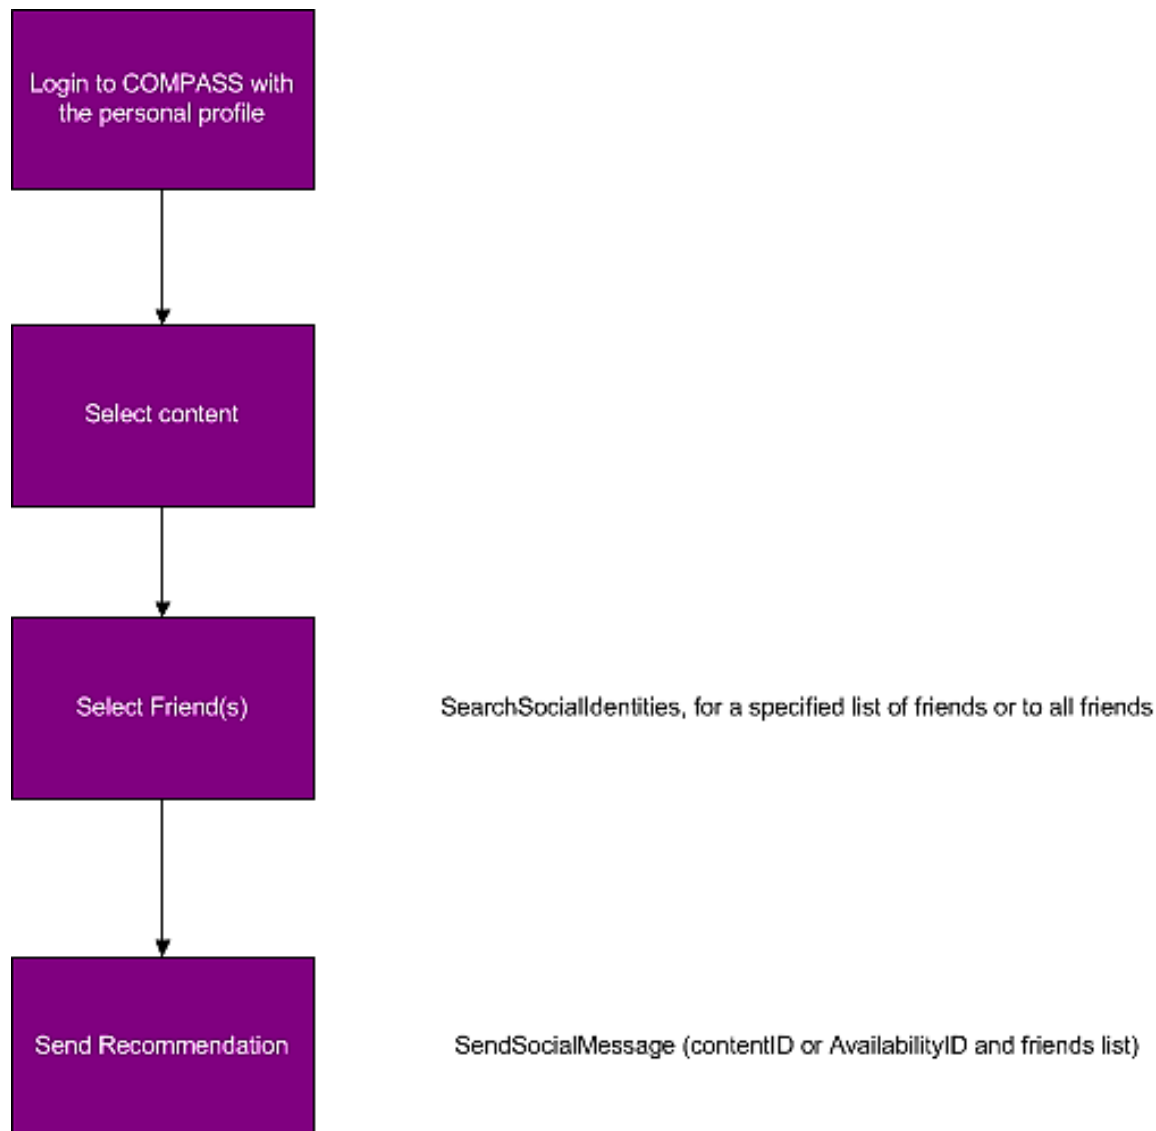 Login to COMPASS with
the personal profile
Select content
Select Friend(s)
SearchSocialIdentities, for a specified list of friends or to all friends
Send Recommendation
SendSocialMessage (contentID or AvailabilityID and friends list)